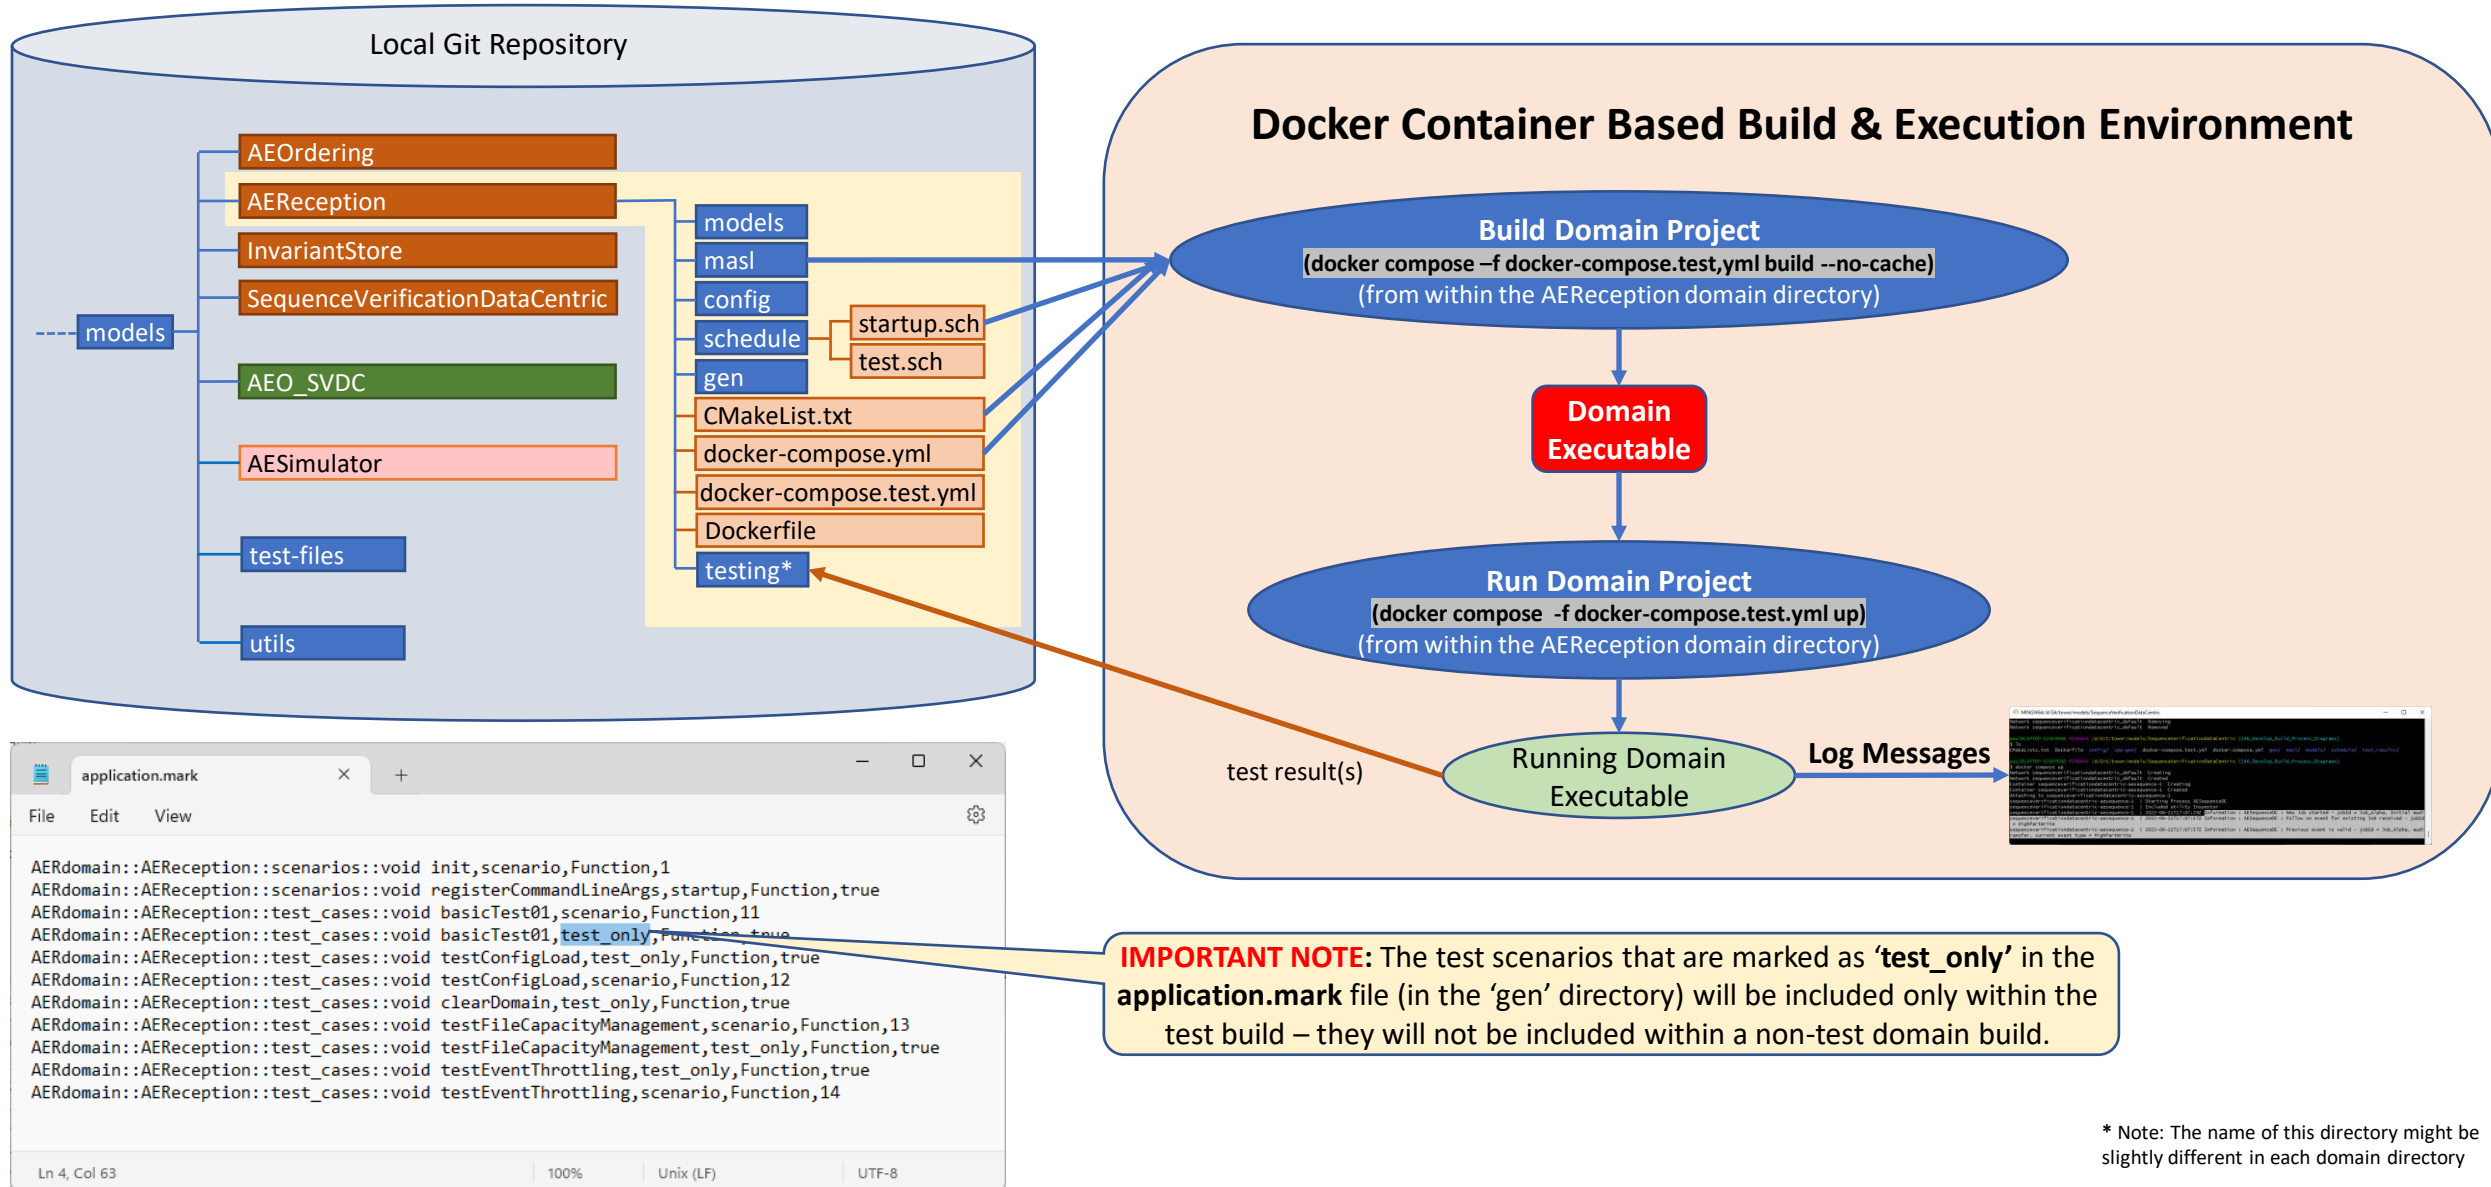 Local Git Repository
models
AEOrdering
AEReception
InvariantStore
SequenceVerificationDataCentric
AEO_SVDC
AESimulator
test-files
utils
models
masl
config
schedule
gen
startup.sch
test.sch
CMakeList.txt
docker-compose.yml
docker-compose.test.yml
Dockerfile
testing*
Docker Container Based Build & Execution Environment
Build Domain Project
(docker compose –f docker-compose.test,yml build --no-cache)
(from within the AEReception domain directory)
Domain
Executable
Run Domain Project
(docker compose  -f docker-compose.test.yml up)
(from within the AEReception domain directory)
test result(s)
Running Domain
Executable
Log Messages
application.mark
File Edit View
AERdomain::AEReception::scenarios::void init,scenario,Function,1
AERdomain::AEReception::scenarios::void registerCommandLineArgs,startup,Function,true
AERdomain::AEReception::test_cases::void basicTest01,scenario,Function,11
AERdomain::AEReception::test_cases::void basicTest01,test_only,Function,true
AERdomain::AEReception::test_cases::void testConfigLoad,test_only,Function,true
AERdomain::AEReception::test_cases::void testConfigLoad,scenario,Function,12
AERdomain::AEReception::test_cases::void clearDomain,test_only,Function,true
AERdomain::AEReception::test_cases::void testFileCapacityManagement,scenario,Function,13
AERdomain::AEReception::test_cases::void testFileCapacityManagement,test_only,Function,true
AERdomain::AEReception::test_cases::void testEventThrottling,test_only,Function,true
AERdomain::AEReception::test_cases::void testEventThrottling,scenario,Function,14
Ln 4, Col 63 100% Unix (LF) UTF-8
IMPORTANT NOTE: The test scenarios that are marked as ‘test_only’ in the
application.mark file (in the ‘gen’ directory) will be included only within the
test build – they will not be included within a non-test domain build.
* Note: The name of this directory might be
slightly different in each domain directory